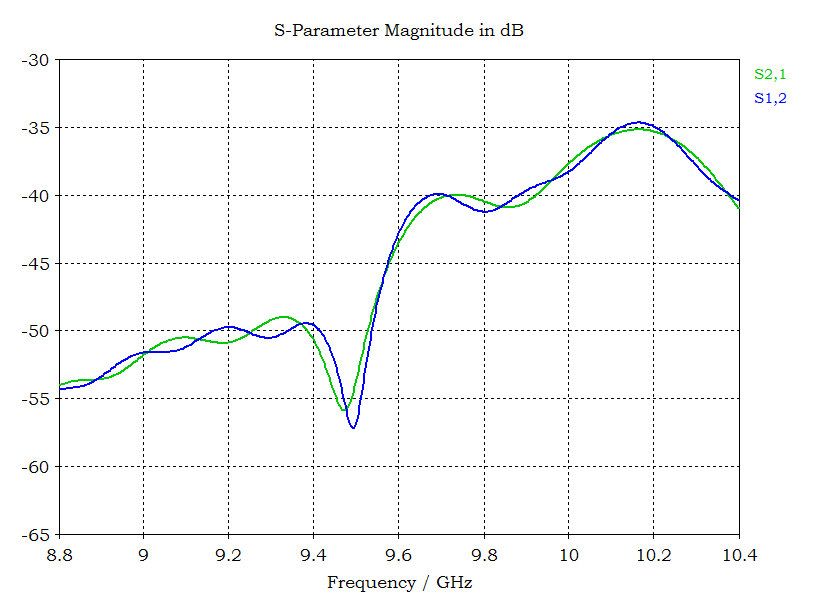 S-Parameter Magnitude in dB
S2,1
S1,2
-30
-35
-40
-45
-50
-55
-60
-65
8.8 9 9.2 9.4 9.6 9.8 10 10.2 10.4
Frequency / GHz